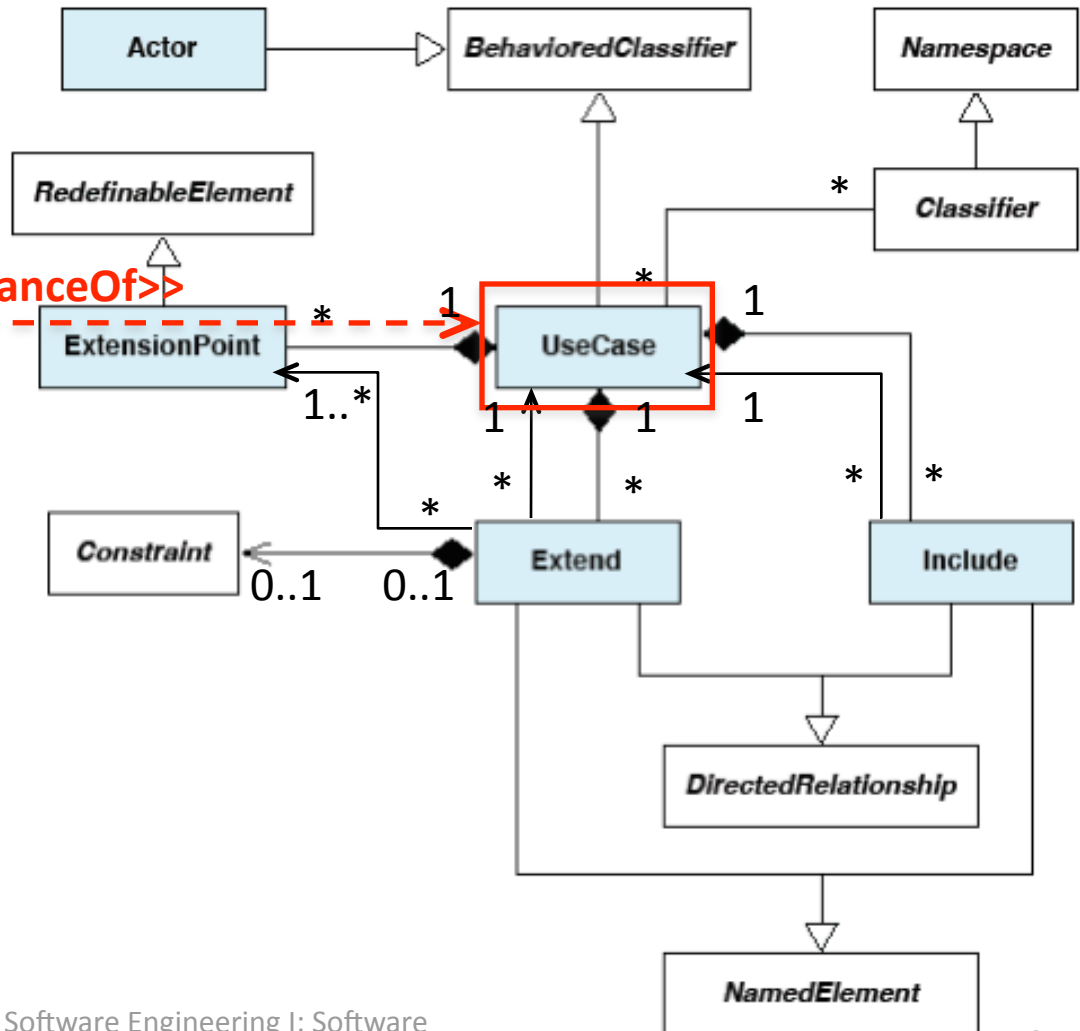 Actor
BehavioredClassifier
Namespace
RedefinableElement
*
Classifier
anceOf>>
*
1
*
1
ExtensionPoint
UseCase
1..*
1
1
1
*
*
*
*
*
Constraint
0..1
0..1
Extend
Include
DirectedRelationship
NamedElement
Software Engineering I: Software